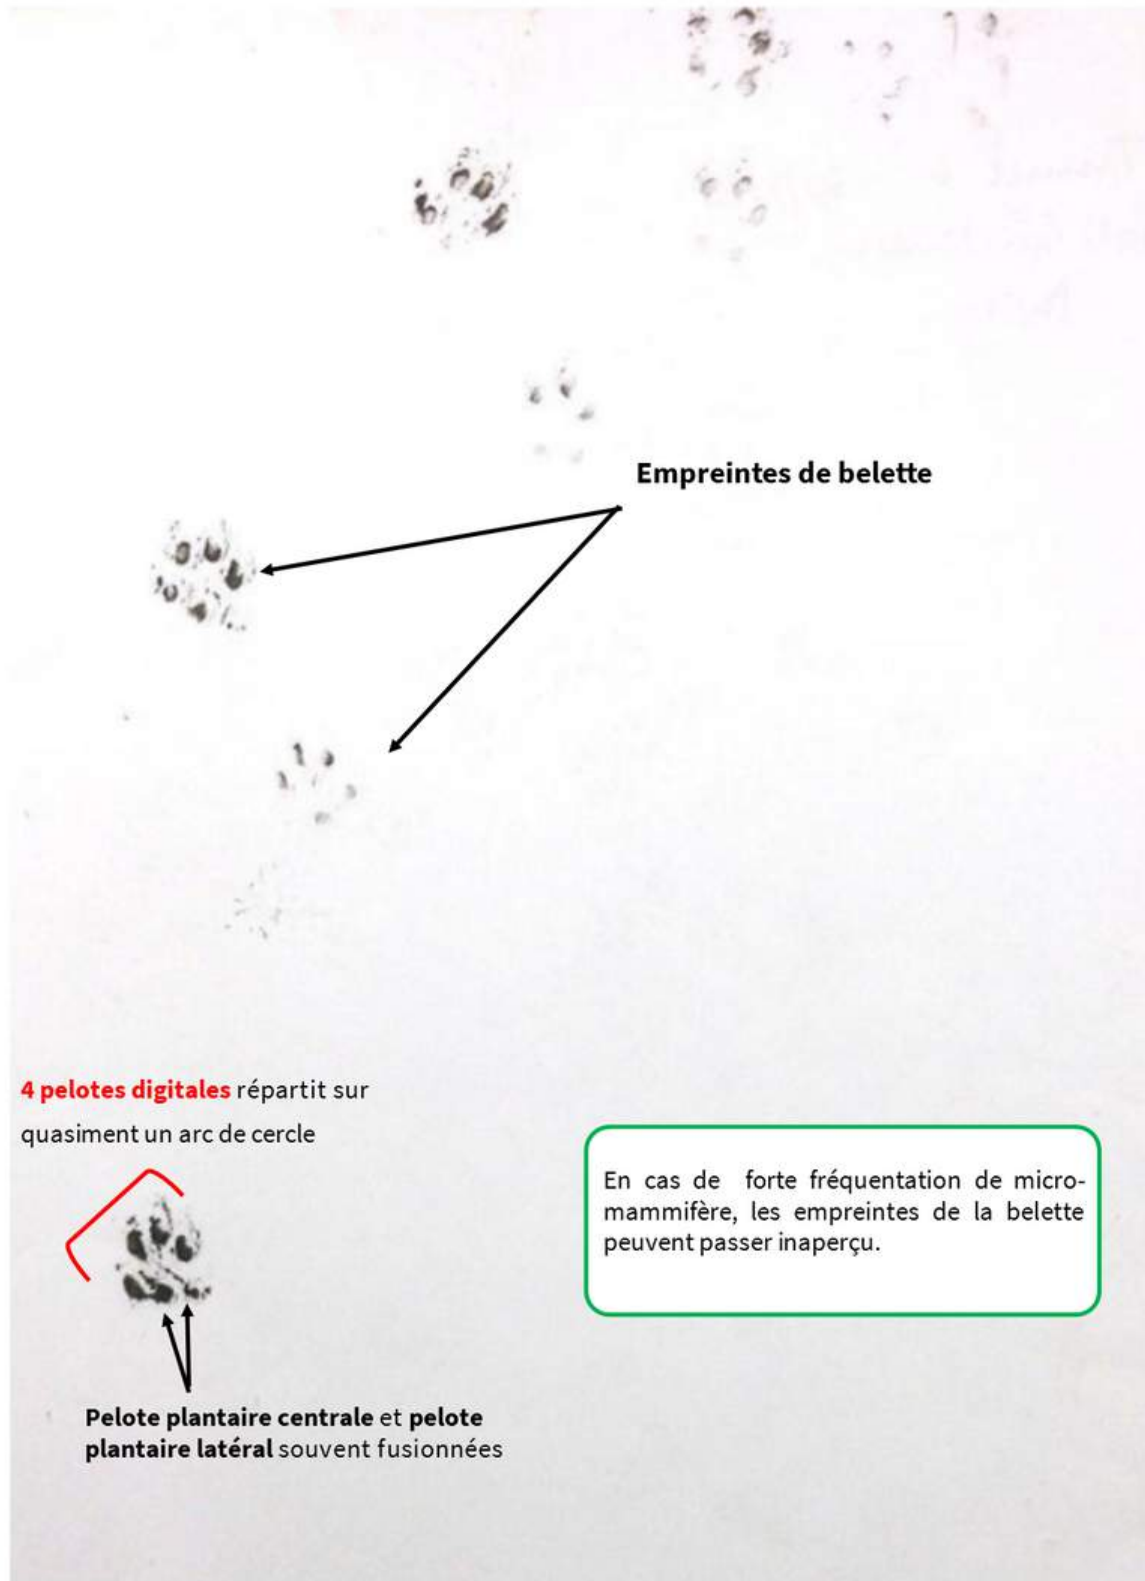 Empreintes de belette
4 pelotes digitales répartit sur
quasiment un arc de cercle
En cas de forte fréquentation de micro-
mammifère, les empreintes de la belette
peuvent passer inaperçu.
Pelote plantaire centrale et pelote
plantaire latéral souvent fusionnées